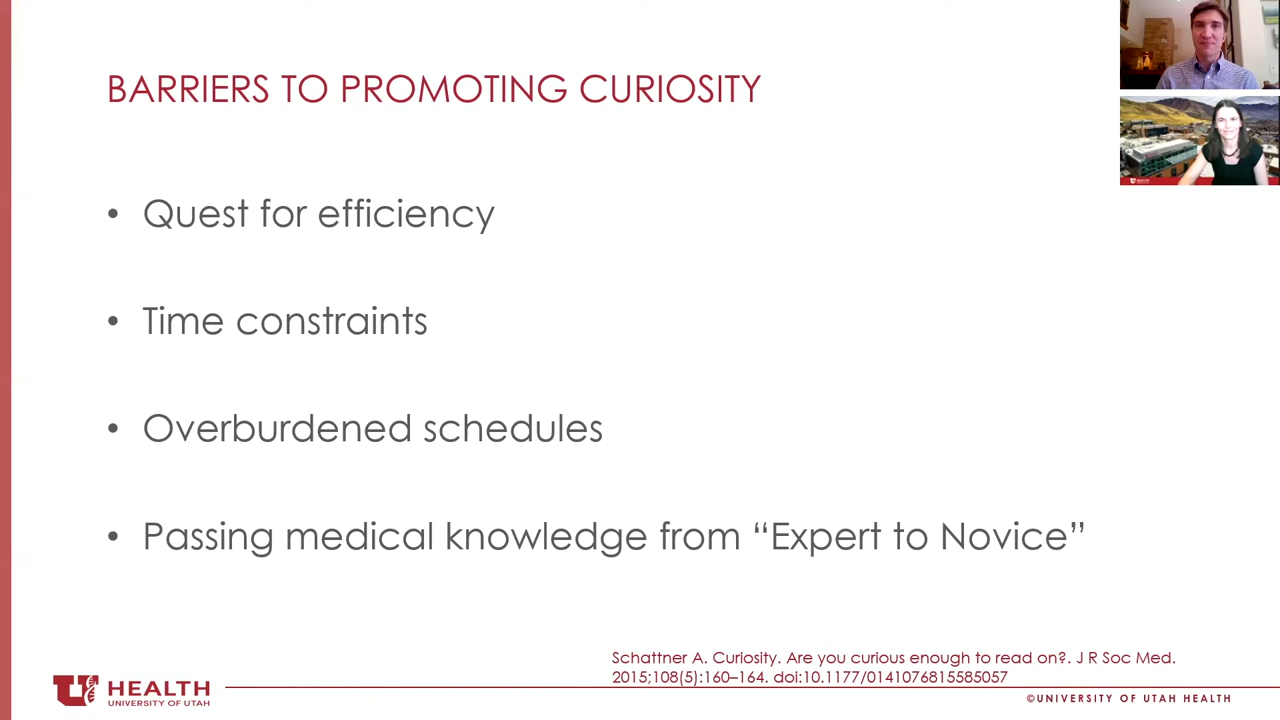 BARRIERS TO PROMOTING CURIOSITY
• Quest for efficiency
• Time constraints
• Overburdened schedules
• Passing medical knowledge from “Expert to Novice”
Schattner A. Curiosity. Are you curious enough to read on?. J R Soc Med.
2015;108(5):160–164. doi:10.1177/0141076815585057
U HEALTH
UNIVERSITY OF UTAH
©UNIVERSITY OF UTAH HEALTH
HEALTH